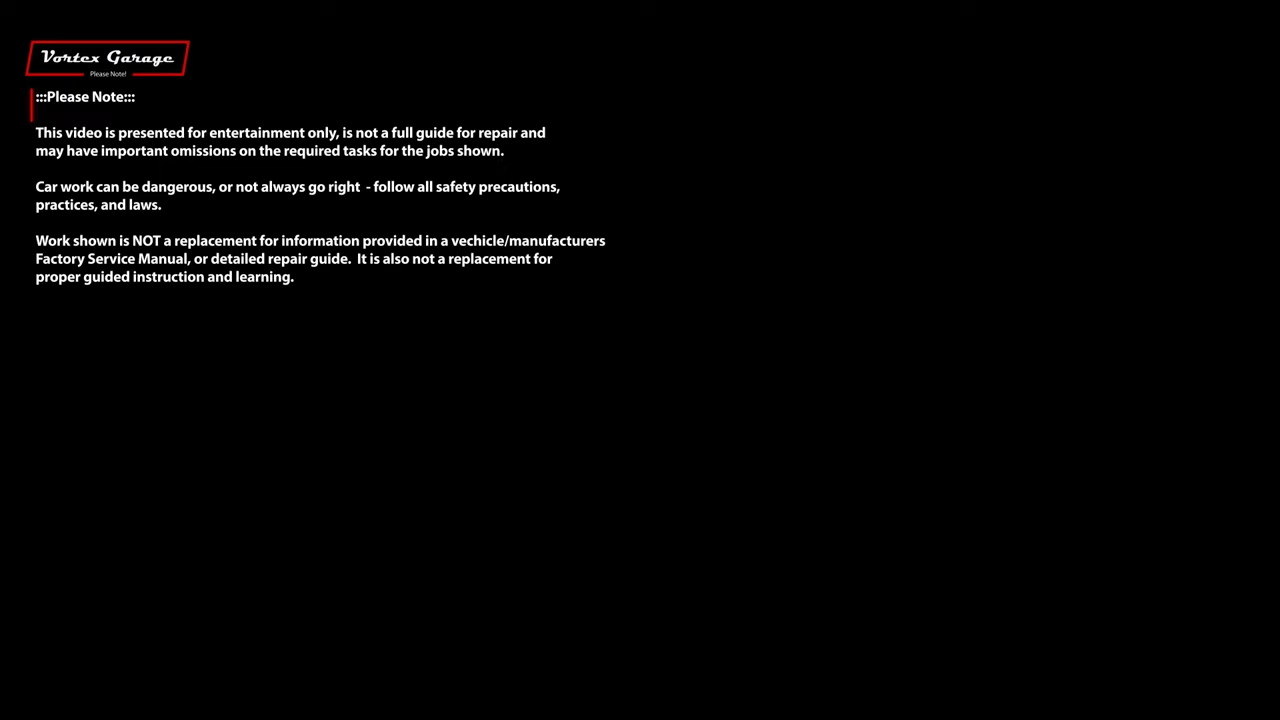 Vortex Garage
Please Note!
:::Please Note:::
This video is presented for entertainment only, is not a full guide for repair and
may have important omissions on the required tasks for the jobs shown.
Car work can be dangerous, or not always go right  - follow all safety precautions,
practices, and laws.
Work shown is NOT a replacement for information provided in a vechicle/manufacturers
Factory Service Manual, or detailed repair guide.  It is also not a replacement for
proper guided instruction and learning.